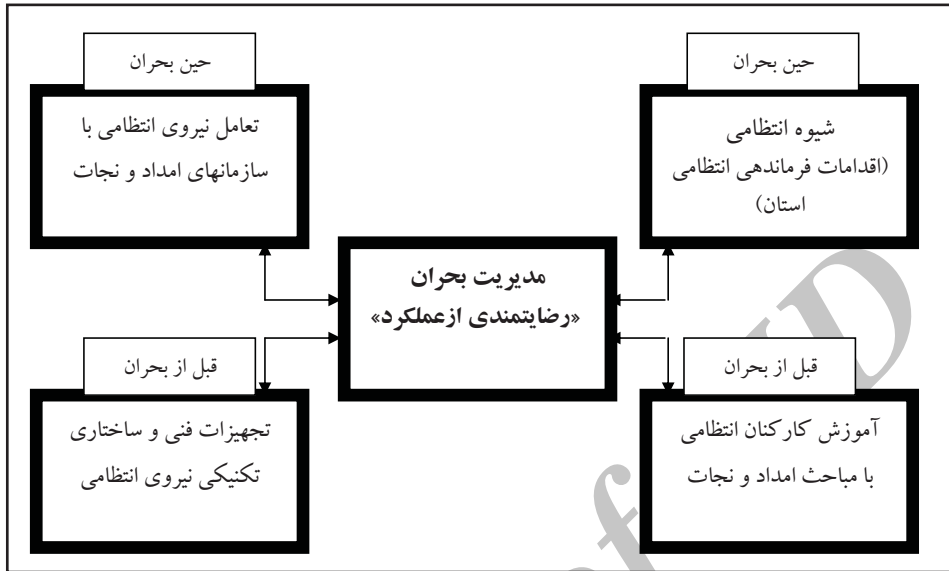 حین بحران
شیوه انتظامی
(اقدامات فرماندهی انتظامی
استان)
حین بحران
تعامل نیروی انتظامی با
سازمانهای امداد و نجات
مدیریت بحران
«رضایتمندی ازعملکرد»
قبل از بحران
آموزش کارکنان انتظامی
با مباحث امداد و نجات
قبل از بحران
تجهیزات فنی و ساختاری
تکنیکی نیروی انتظامی
of